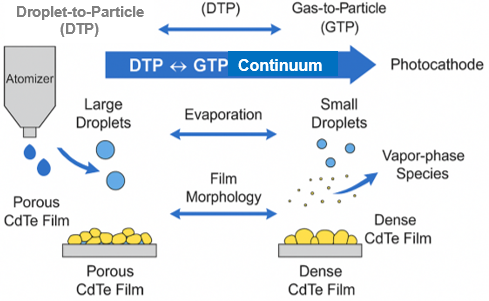 Droplet-to-Particle
(DTP)
(DTP)
Gas-to-Particle
(GTP)
DTP ↔ GTP Continuum
Photocathode
Atomizer
Large
Droplets
Evaporation
Small
Droplets
Vapor-phase
Species
Porous
CdTe Film
Film
Morphology
Dense
CdTe Film
Porous
CdTe Film
Dense
CdTe Film